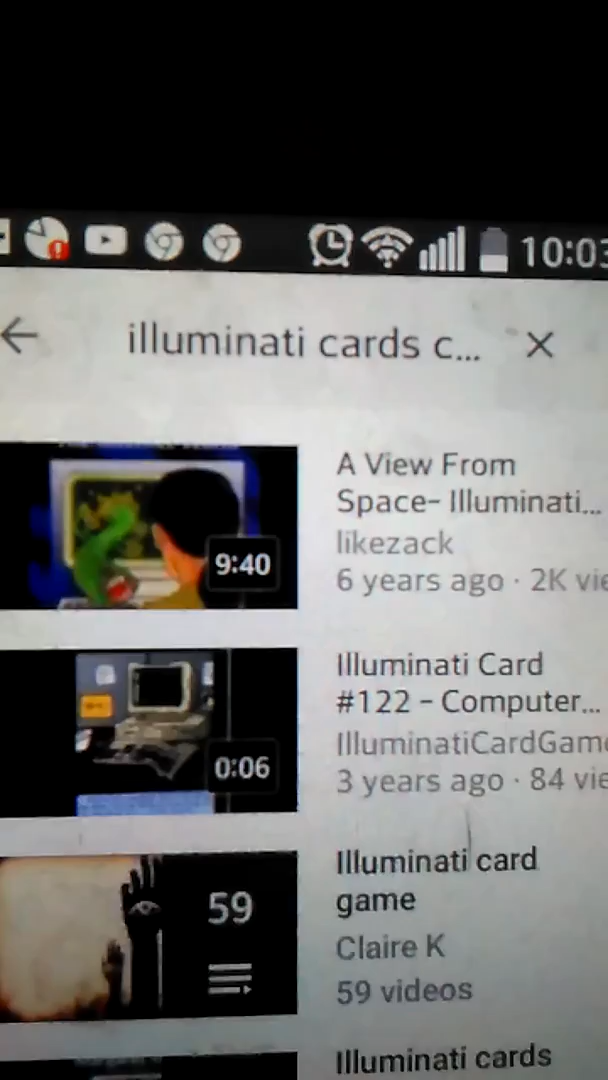 10:03
illuminati cards c...
A View From
Space- Illuminati...
likezack
6 years ago · 2K vie
9:40
Illuminati Card
#122 - Computer...
IlluminatiCardGame
3 years ago · 84 vie
0:06
Illuminati card
game
Claire K
59 videos
59
Illuminati cards